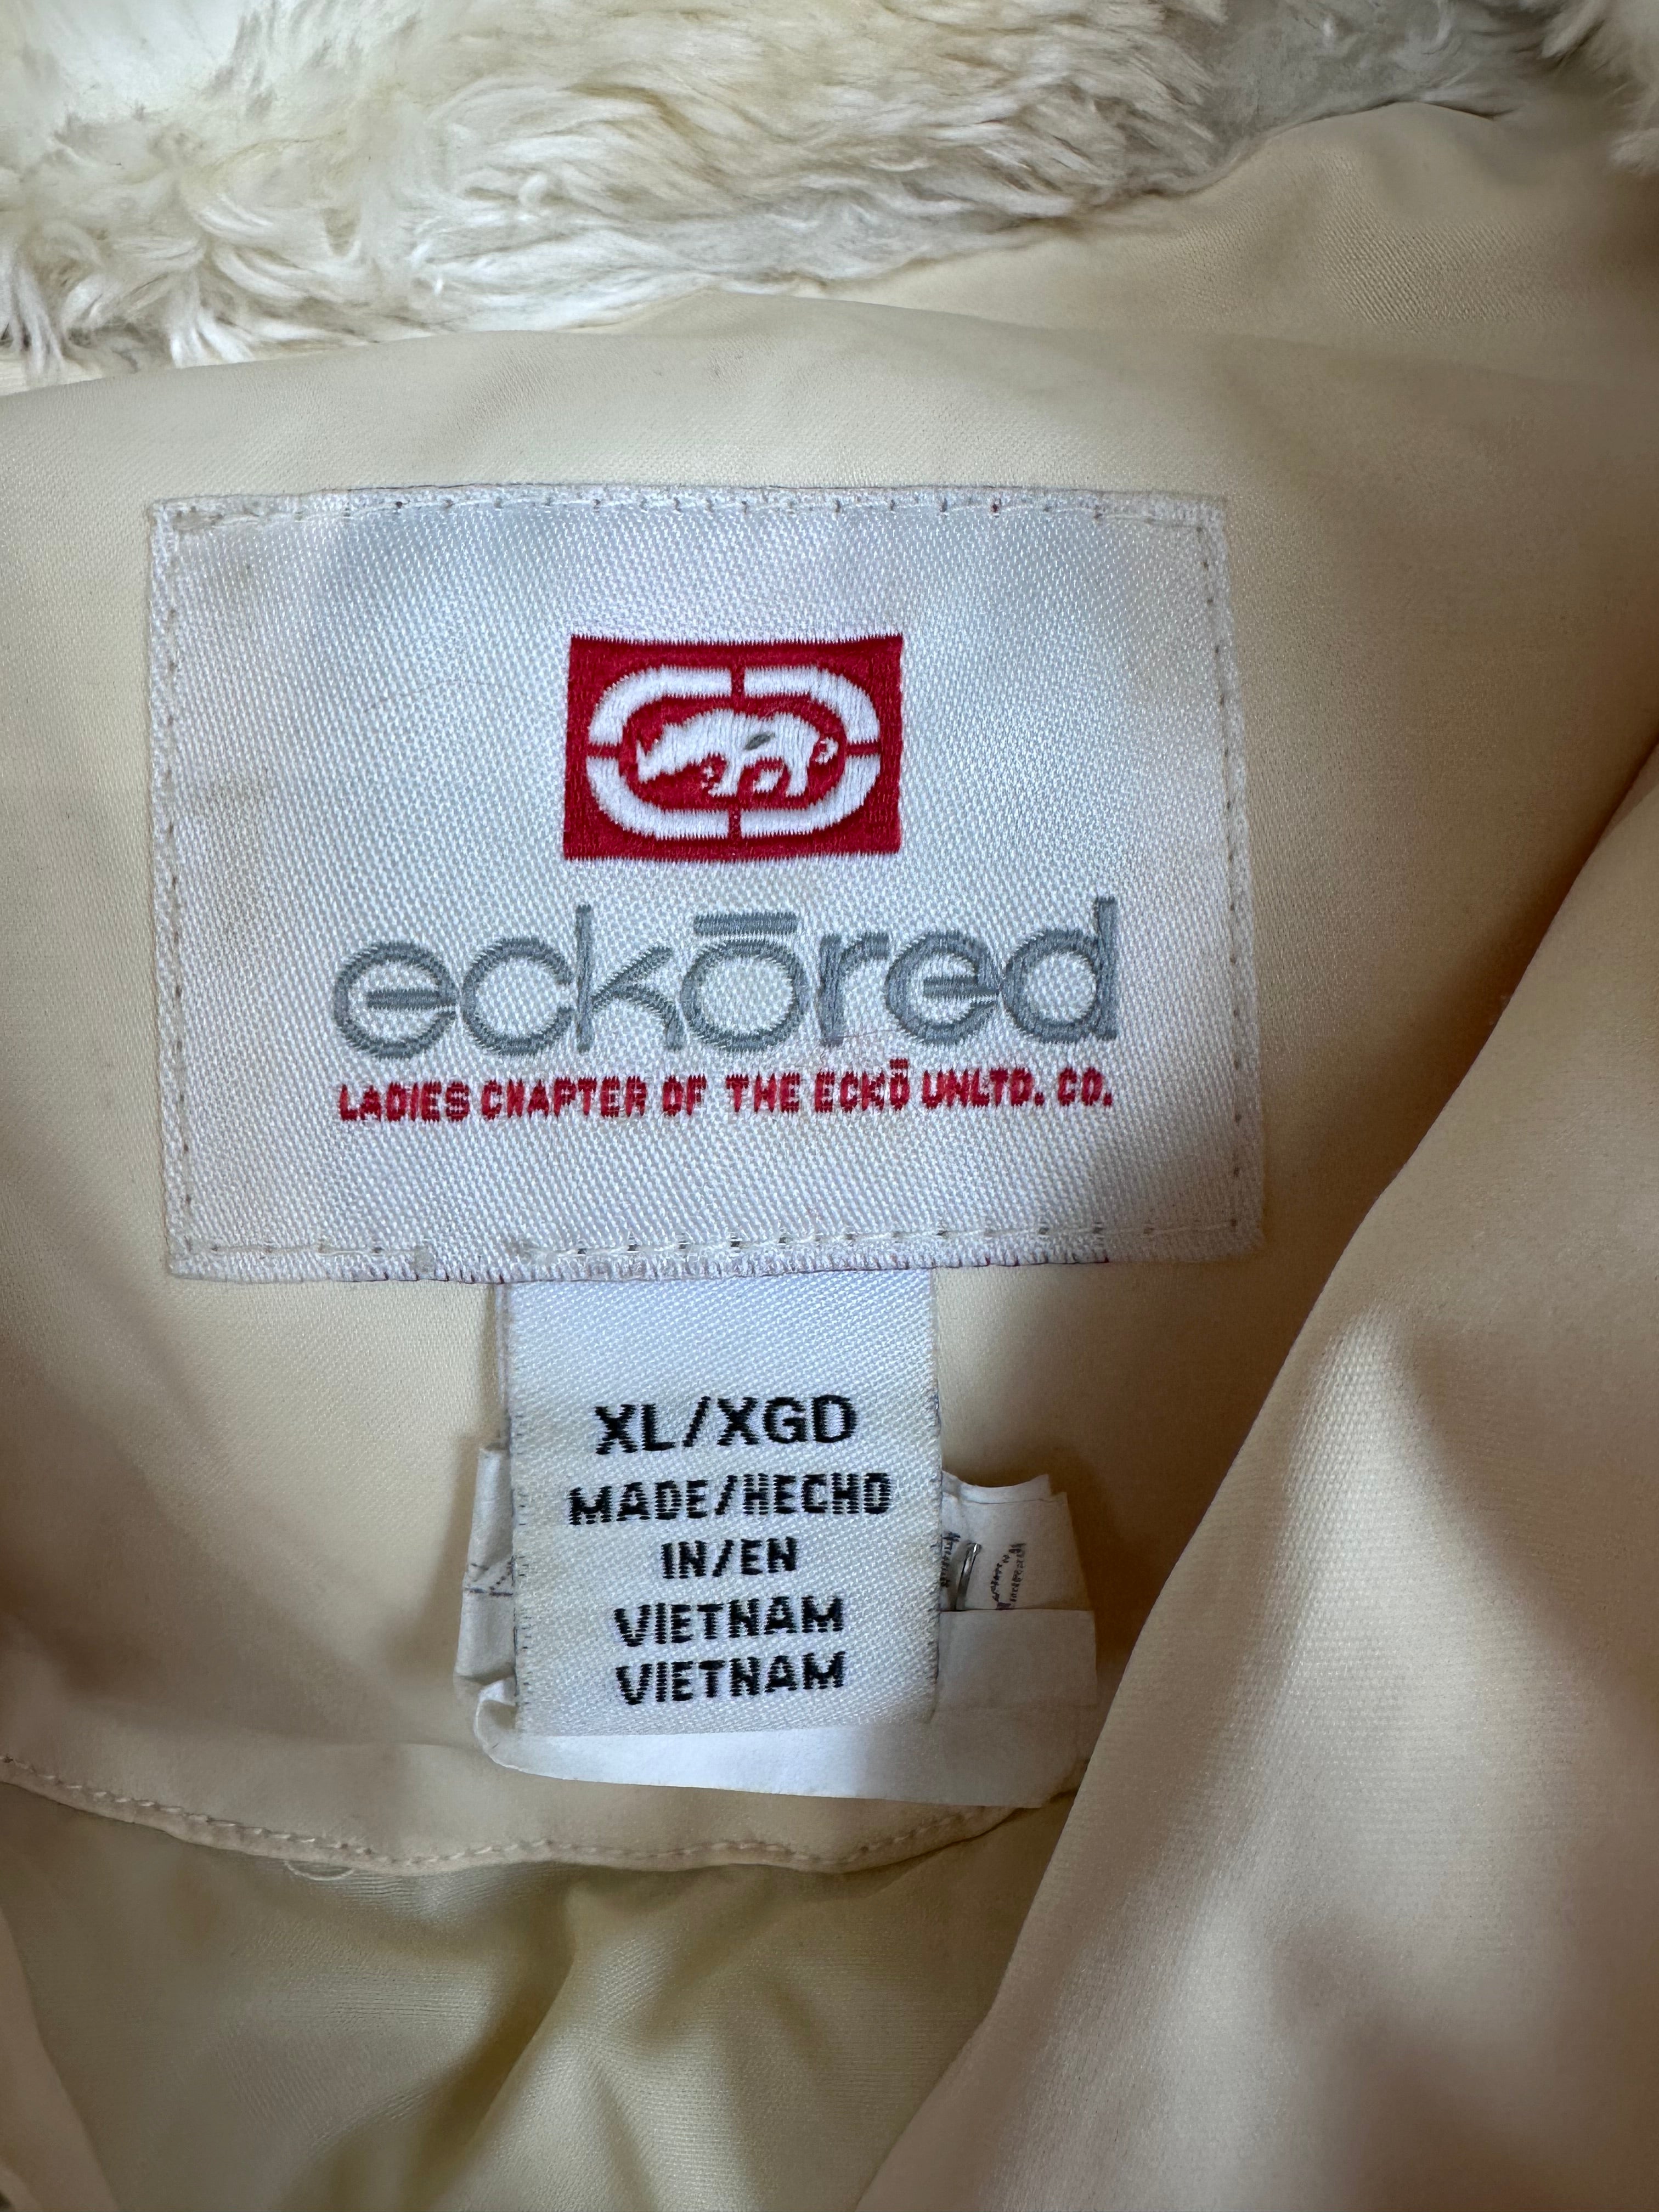 eckōred
LADIES CHAPTER OF THE ECKŌ UNLTD. CO.
XL/XGD
MADE/HECHO
IN/EN
VIETNAM
VIETNAM